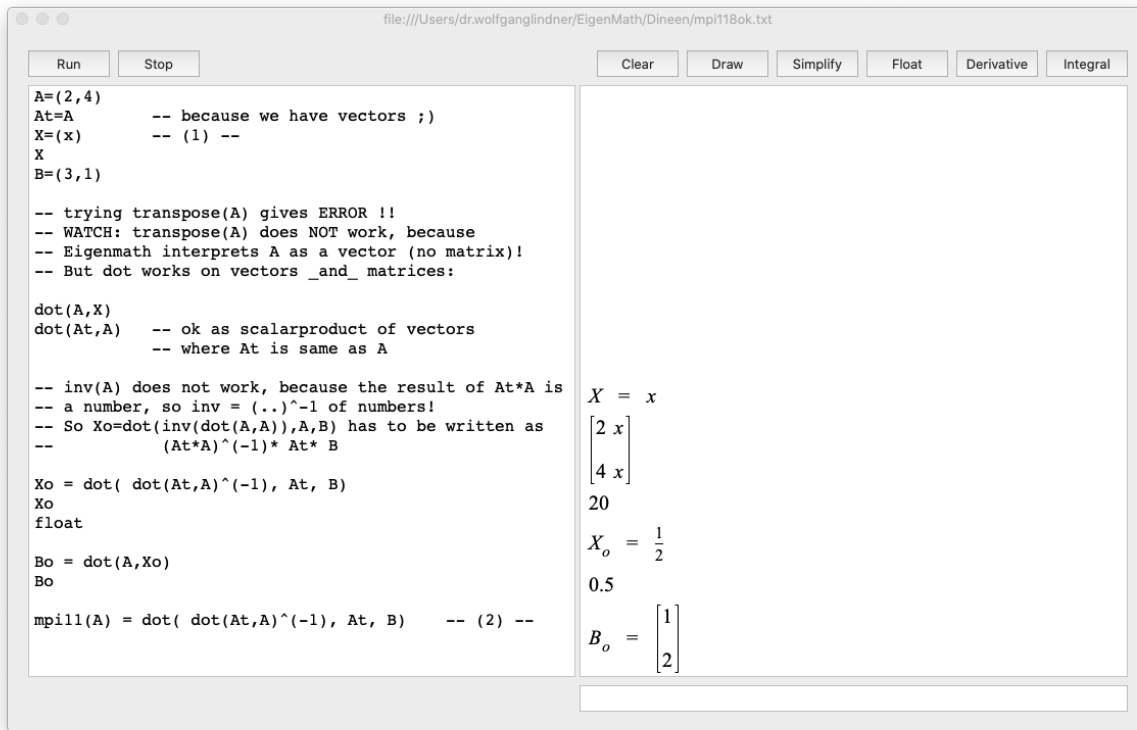 file:///Users/dr.wolfganglindner/EigenMath/Dineen/mpi118ok.txt
Run Stop Clear Draw Simplify Float Derivative Integral
A=(2,4)
At=A -- because we have vectors ;)
X=(x) -- (1) --
X
B=(3,1)
-- trying transpose(A) gives ERROR !!
-- WATCH: transpose(A) does NOT work, because
-- Eigenmath interprets A as a vector (no matrix)!
-- But dot works on vectors _and_ matrices:
dot(A,X)
dot(At,A) -- ok as scalarproduct of vectors
-- where At is same as A
-- inv(A) does not work, because the result of At*A is
-- a number, so inv = (..)^-1 of numbers!
-- So Xo=dot(inv(dot(A,A)),A,B) has to be written as
-- (At*A)^(-1)* At* B
Xo = dot( dot(At,A)^(-1), At, B)
Xo
float
Bo = dot(A,Xo)
Bo
mpi11(A) = dot( dot(At,A)^(-1), At, B) -- (2) --
X = x
[2 x
4 x]
20
X_o = 1/2
0.5
B_o = [1
2]